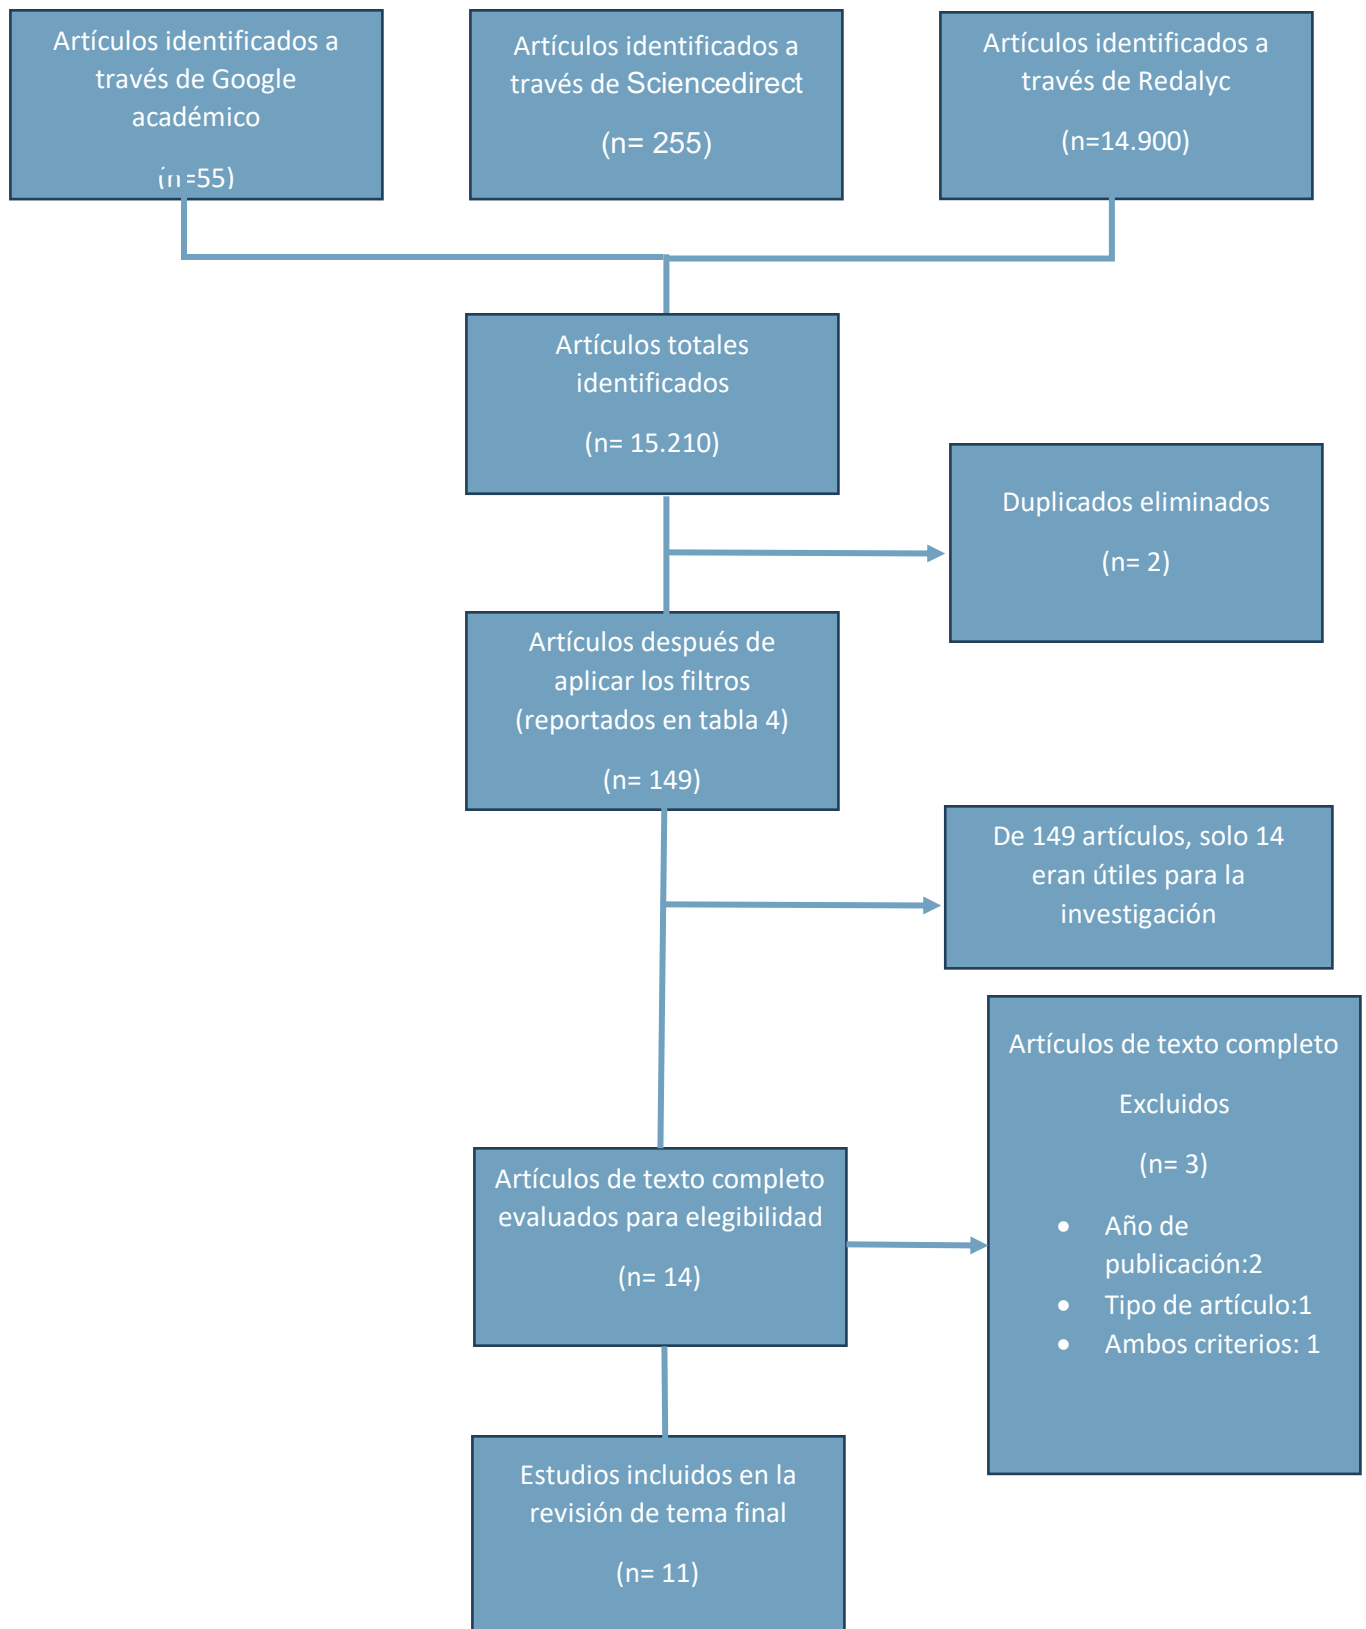 Artículos identificados a
través de Google
académico
(n=55)
Artículos identificados a
través de Sciencedirect
(n= 255)
Artículos identificados a
través de Redalyc
(n=14.900)
Artículos totales
identificados
(n= 15.210)
Duplicados eliminados
(n= 2)
Artículos después de
aplicar los filtros
(reportados en tabla 4)
(n= 149)
De 149 artículos, solo 14
eran útiles para la
investigación
Artículos de texto completo
Excluidos
(n= 3)
• Año de
publicación:2
• Tipo de artículo:1
• Ambos criterios: 1
Artículos de texto completo
evaluados para elegibilidad
(n= 14)
Estudios incluidos en la
revisión de tema final
(n= 11)